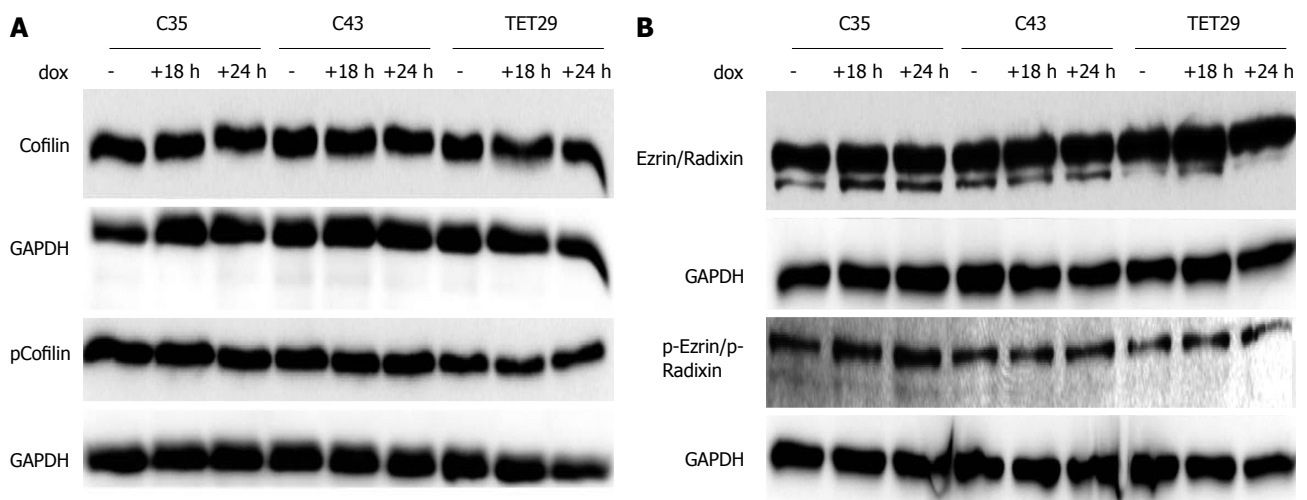 A
C35 C43 TET29
dox - +18 h +24 h - +18 h +24 h - +18 h +24 h
Cofilin
GAPDH
pCofilin
GAPDH
B
C35 C43 TET29
dox - +18 h +24 h - +18 h +24 h - +18 h +24 h
Ezrin/Radixin
GAPDH
p-Ezrin/p-
Radixin
GAPDH